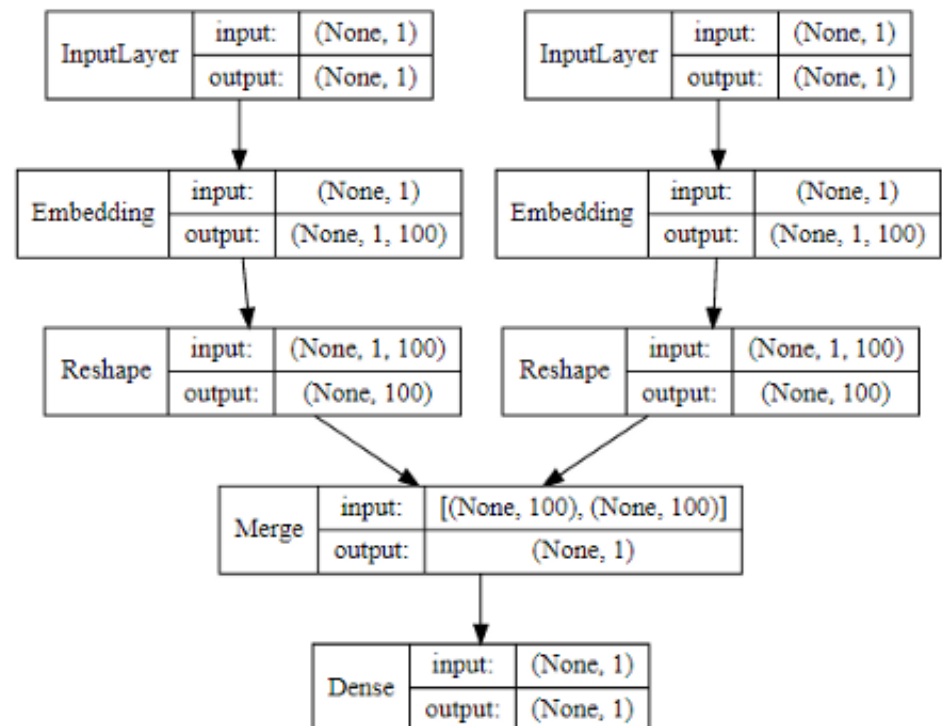 InputLayer input: (None, 1)
output: (None, 1)
InputLayer input: (None, 1)
output: (None, 1)
Embedding input: (None, 1)
output: (None, 1, 100)
Embedding input: (None, 1)
output: (None, 1, 100)
Reshape input: (None, 1, 100)
output: (None, 100)
Reshape input: (None, 1, 100)
output: (None, 100)
Merge input: [(None, 100), (None, 100)]
output: (None, 1)
Dense input: (None, 1)
output: (None, 1)